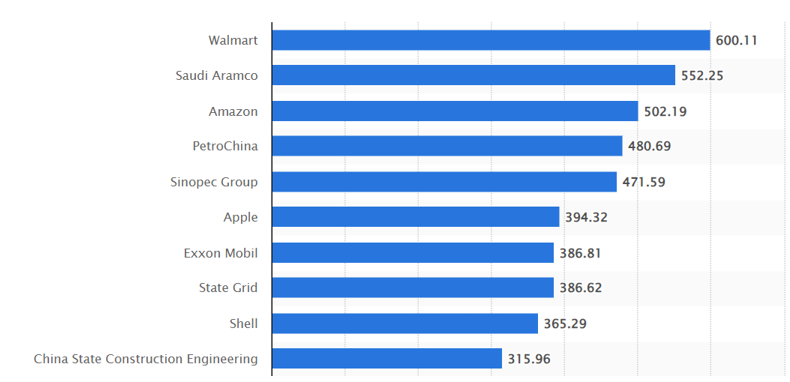 Walmart 600.11
Saudi Aramco 552.25
Amazon 502.19
PetroChina 480.69
Sinopec Group 471.59
Apple 394.32
Exxon Mobil 386.81
State Grid 386.62
Shell 365.29
China State Construction Engineering 315.96